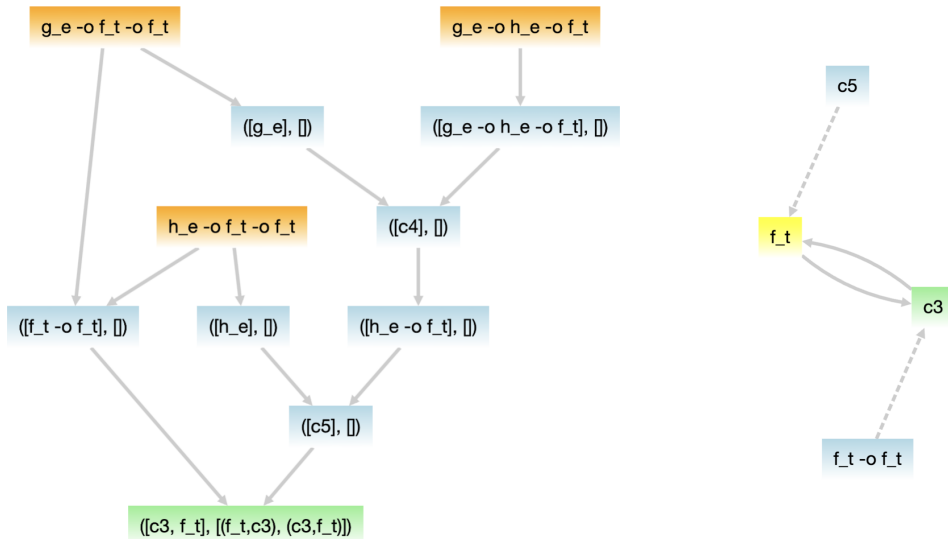 g_e -o f_t -o f_t
g_e -o h_e -o f_t
c5
([g_e], [])
([g_e -o h_e -o f_t], [])
h_e -o f_t -o f_t
([c4], [])
f_t
c3
([f_t -o f_t], [])
([h_e], [])
([h_e -o f_t], [])
([c5], [])
f_t -o f_t
([c3, f_t], [(f_t,c3), (c3,f_t)])